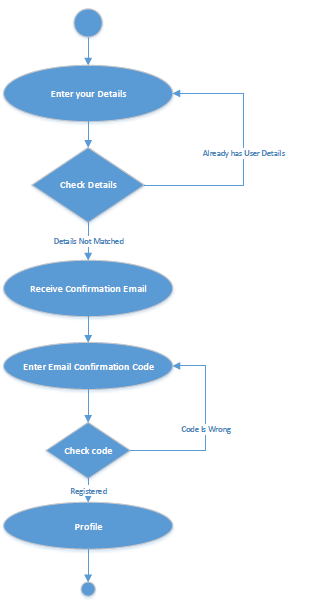 Enter your Details
Already has User Details
Check Details
Details Not Matched
Receive Confirmation Email
Enter Email Confirmation Code
Code Is Wrong
Check code
Registered
Profile